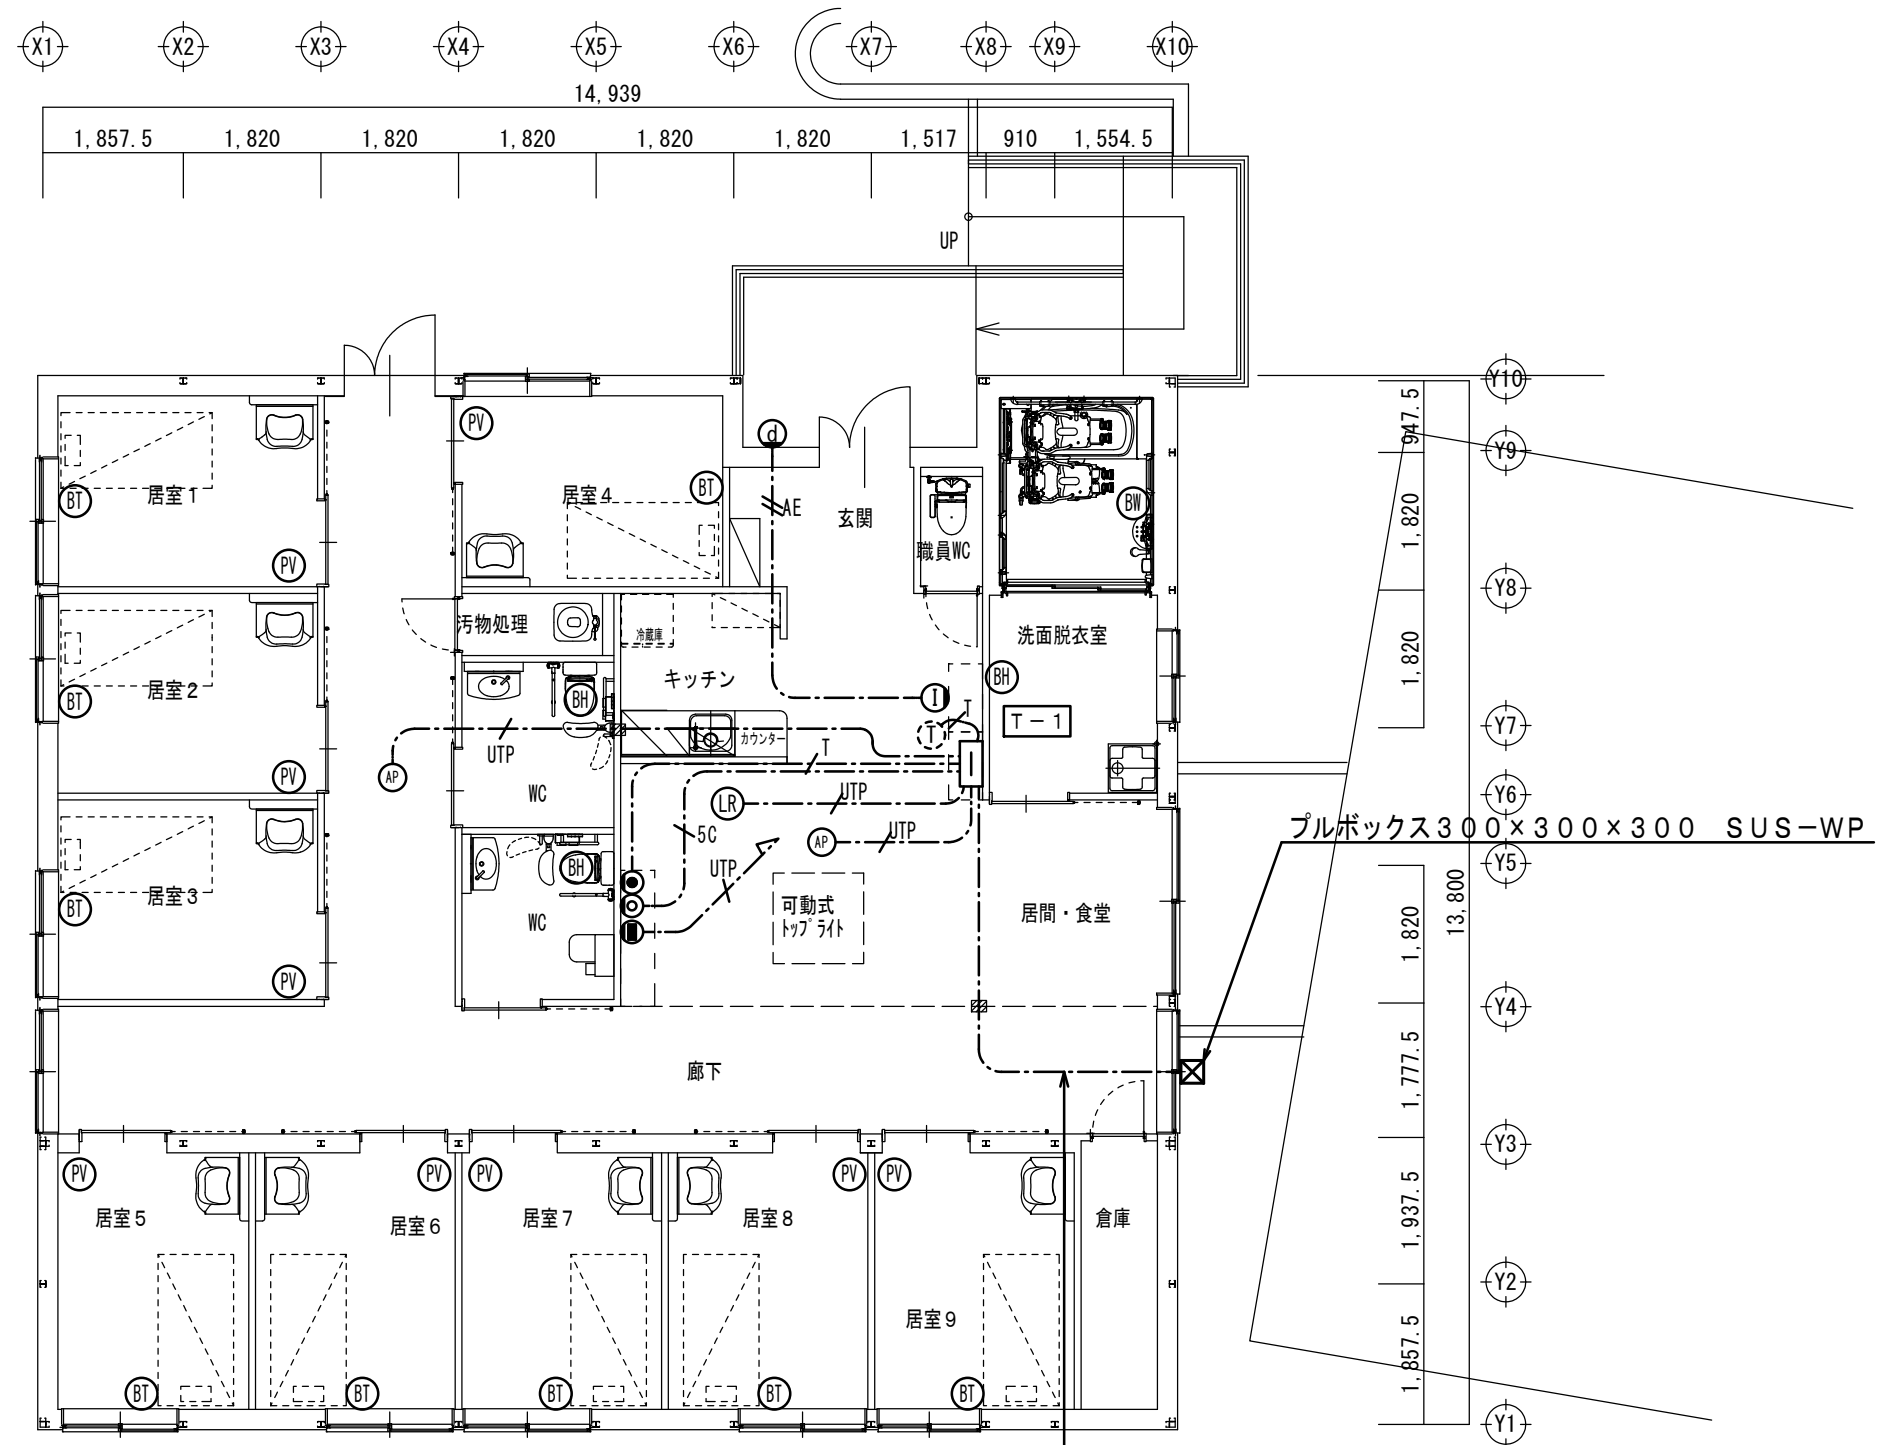 X1 X2 X3 X4 X5 X6 X7 X8 X9 X10
14,939
1,857.5 1,820 1,820 1,820 1,820 1,820 1,517 910 1,554.5
UP
Y10
947.5
Y9
PV
d
BT 居室1
居室4 BT
AE
玄関
BW
1,820
職員WC
PV
Y8
汚物処理
冷蔵庫
洗面脱衣室
1,820
居室2
BT
キッチン
BH
BH
I
T
T-1
T
Y7
UTP
カウンター
T
AP
PV
WC
UTP
LR
Y6
プルボックス300×300×300 SUS-WP
5C
AP
UTP
Y5
UTP
BH
居室3
BT
WC
可動式
トップライト
居間・食堂
1,820
13,800
PV
Y4
廊下
1,777.5
Y3
PV PV PV PV PV
居室5 居室6 居室7 居室8
倉庫
1,937.5
Y2
居室9
1,857.5
BT BT BT BT BT
Y1